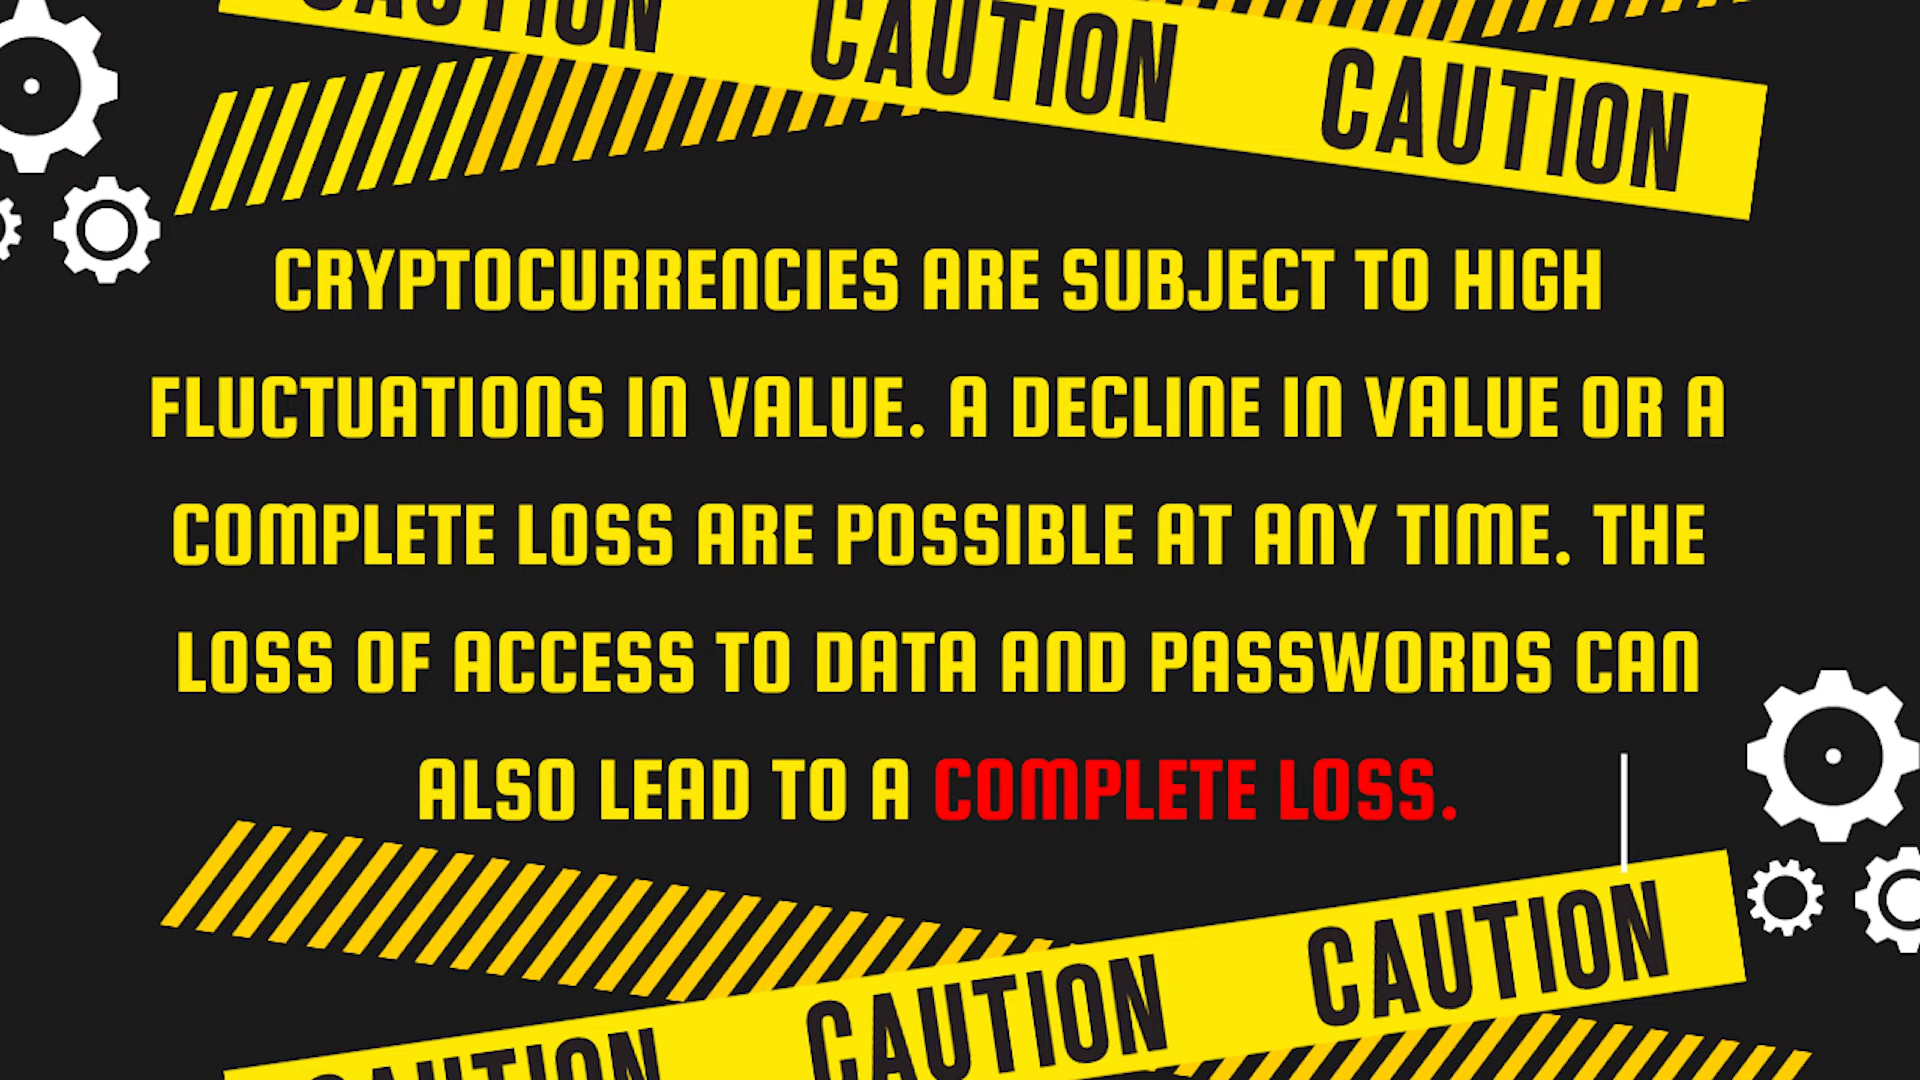 CAUTION CAUTION CAUTION
CRYPTOCURRENCIES ARE SUBJECT TO HIGH
FLUCTUATIONS IN VALUE. A DECLINE IN VALUE OR A
COMPLETE LOSS ARE POSSIBLE AT ANY TIME. THE
LOSS OF ACCESS TO DATA AND PASSWORDS CAN
ALSO LEAD TO A COMPLETE LOSS.
CAUTION CAUTION CAUTION